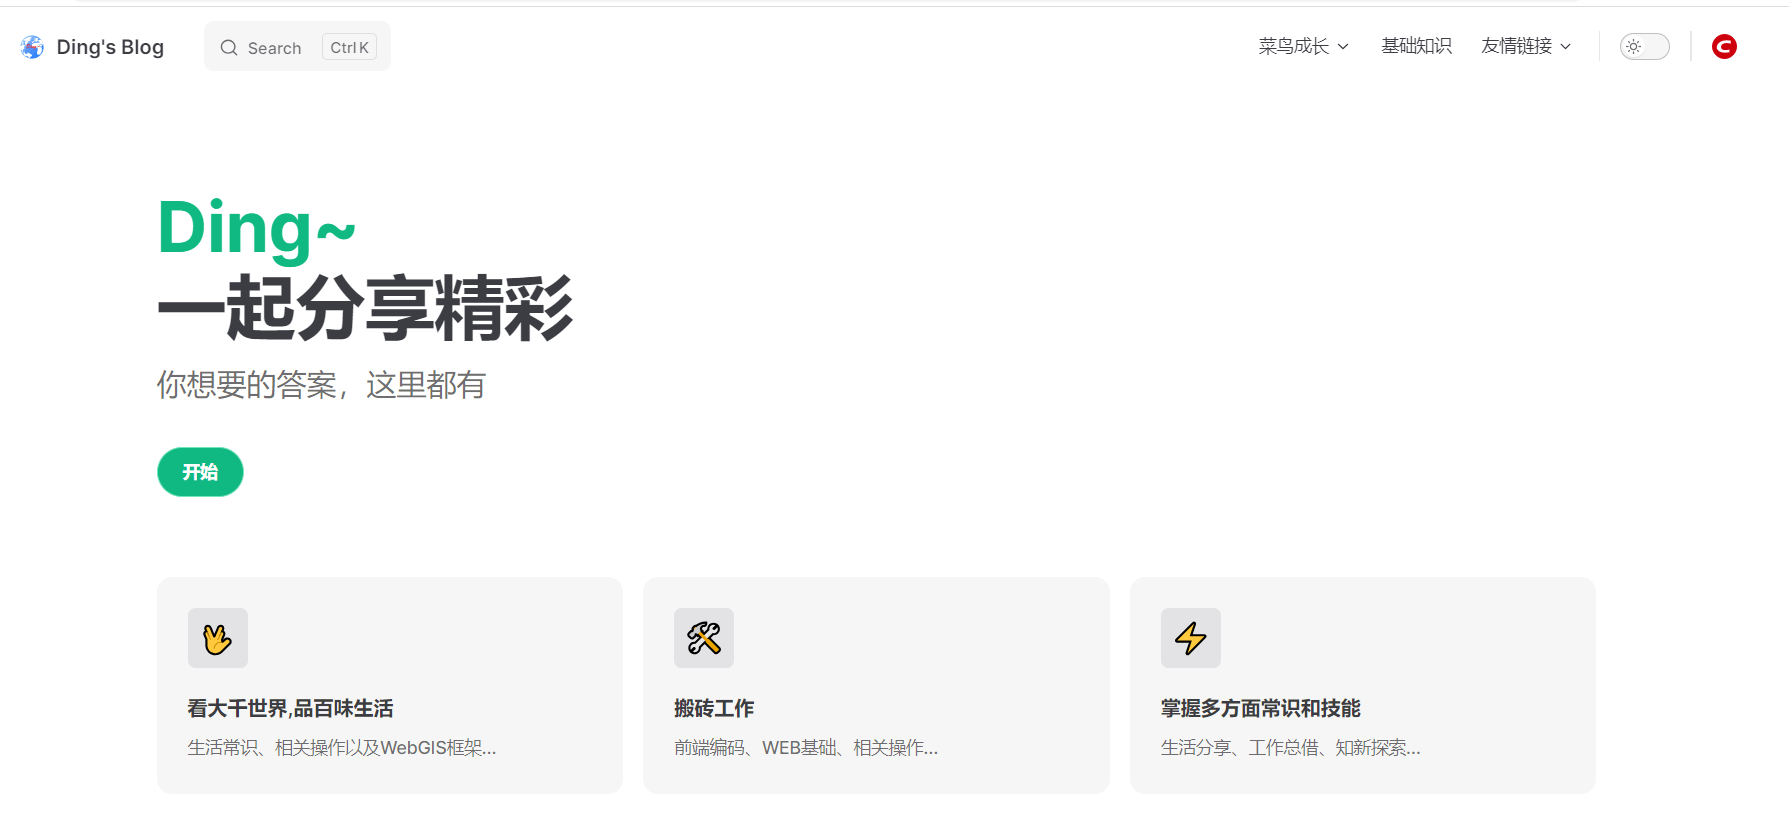 Ding's Blog
Search Ctrl K
菜鸟成长 基础知识 友情链接
Ding~
一起分享精彩
你想要的答案，这里都有
开始
看大千世界,品百味生活
生活常识、相关操作以及WebGIS框架...
搬砖工作
前端编码、WEB基础、相关操作...
掌握多方面常识和技能
生活分享、工作总借、知新探索...